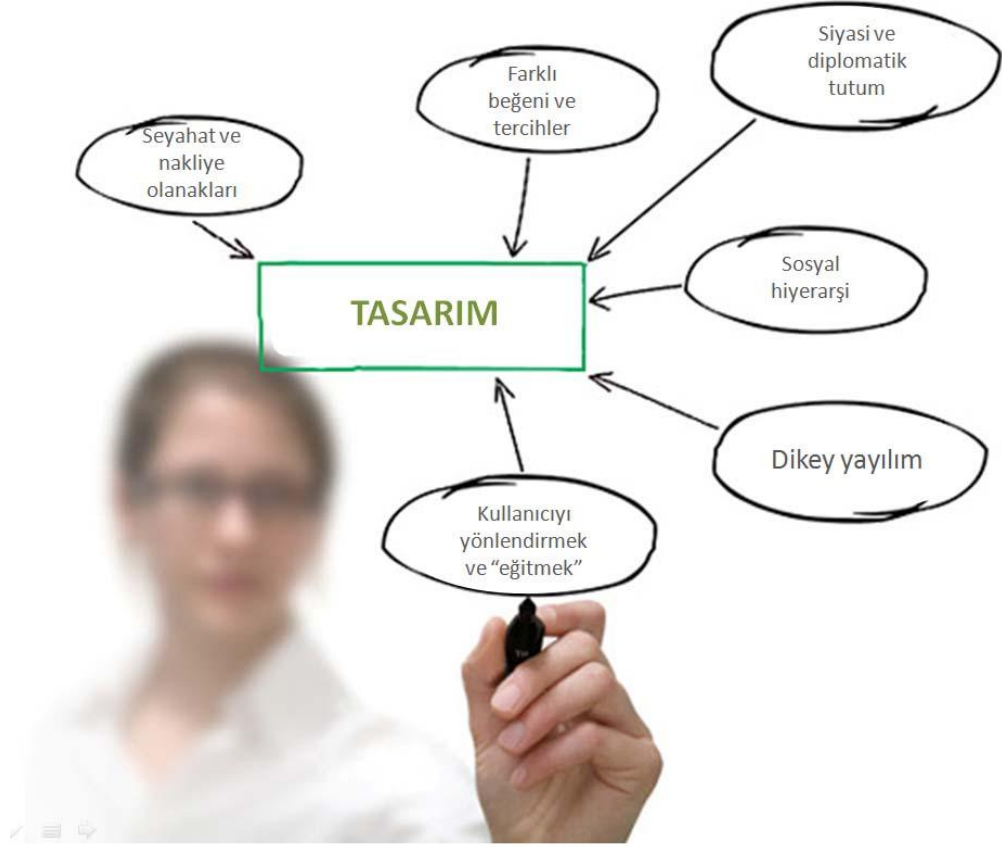 Siyasi ve
diplomatik
tutum
Farklı
beğeni ve
tercihler
Seyahat ve
nakliye
olanakları
Sosyal
hiyerarşi
TASARIM
Dikey yayılım
Kullanıcıyı
yönlendirmek
ve “eğitmek”